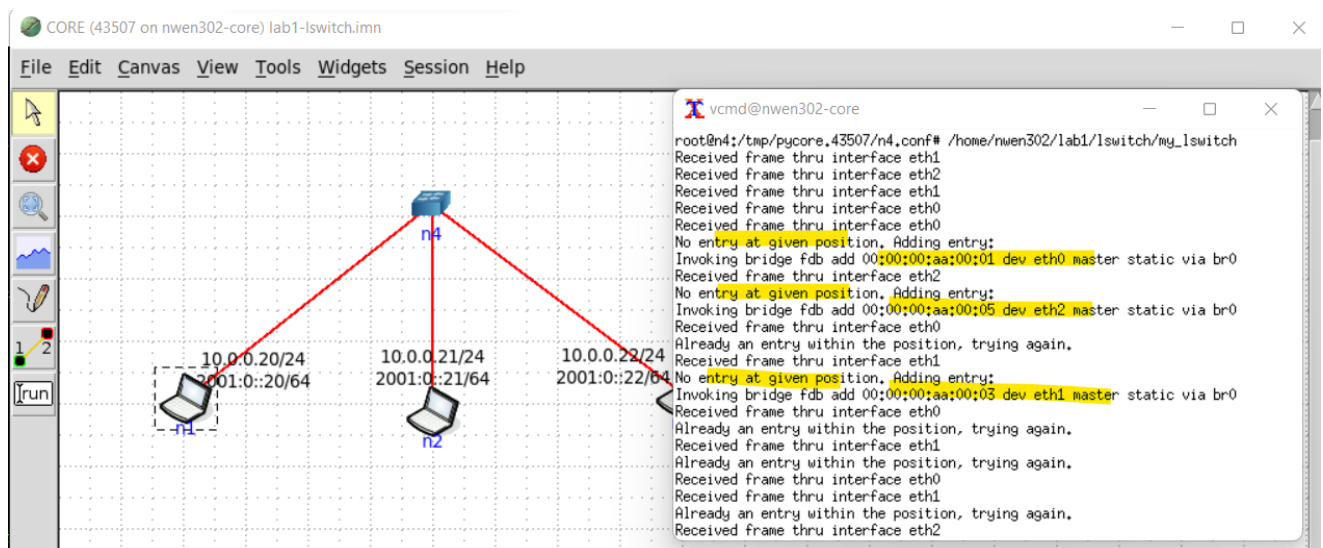 CORE (43507 on nwen302-core) lab1-lswitch.imn
File Edit Canvas View Tools Widgets Session Help
vcmd@nwen302-core
root@n4:/tmp/pycore.43507/n4.conf# /home/nwen302/lab1/lswitch/my_lswitch
Received frame thru interface eth1
Received frame thru interface eth2
Received frame thru interface eth1
Received frame thru interface eth0
Received frame thru interface eth0
No entry at given position. Adding entry:
Invoking bridge fdb add 00:00:00:aa:00:01 dev eth0 master static via br0
Received frame thru interface eth2
No entry at given position. Adding entry:
Invoking bridge fdb add 00:00:00:aa:00:05 dev eth2 master static via br0
Received frame thru interface eth0
Already an entry within the position, trying again.
Received frame thru interface eth1
No entry at given position. Adding entry:
Invoking bridge fdb add 00:00:00:aa:00:03 dev eth1 master static via br0
Received frame thru interface eth0
Already an entry within the position, trying again.
Received frame thru interface eth1
Already an entry within the position, trying again.
Received frame thru interface eth0
Received frame thru interface eth1
Already an entry within the position, trying again.
Received frame thru interface eth2
n4
10.0.0.20/24 10.0.0.21/24 10.0.0.22/24
2001:0::20/64 2001:0::21/64 2001:0::22/64
n1 n2
1 2
run